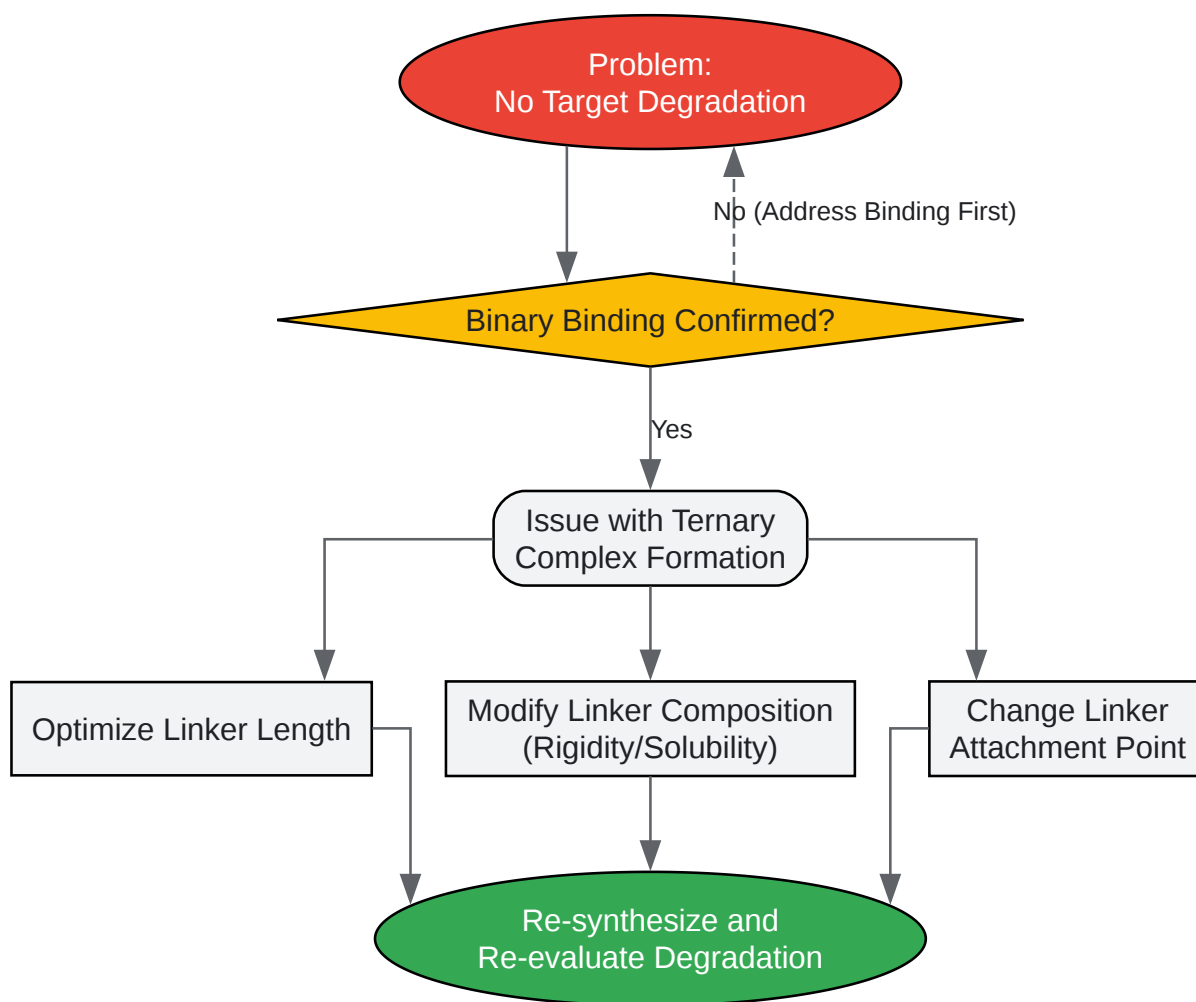 Problem:
No Target Degradation
No (Address Binding First)
Binary Binding Confirmed?
Yes
Issue with Ternary
Complex Formation
Optimize Linker Length
Modify Linker Composition
(Rigidity/Solubility)
Change Linker
Attachment Point
Re-synthesize and
Re-evaluate Degradation